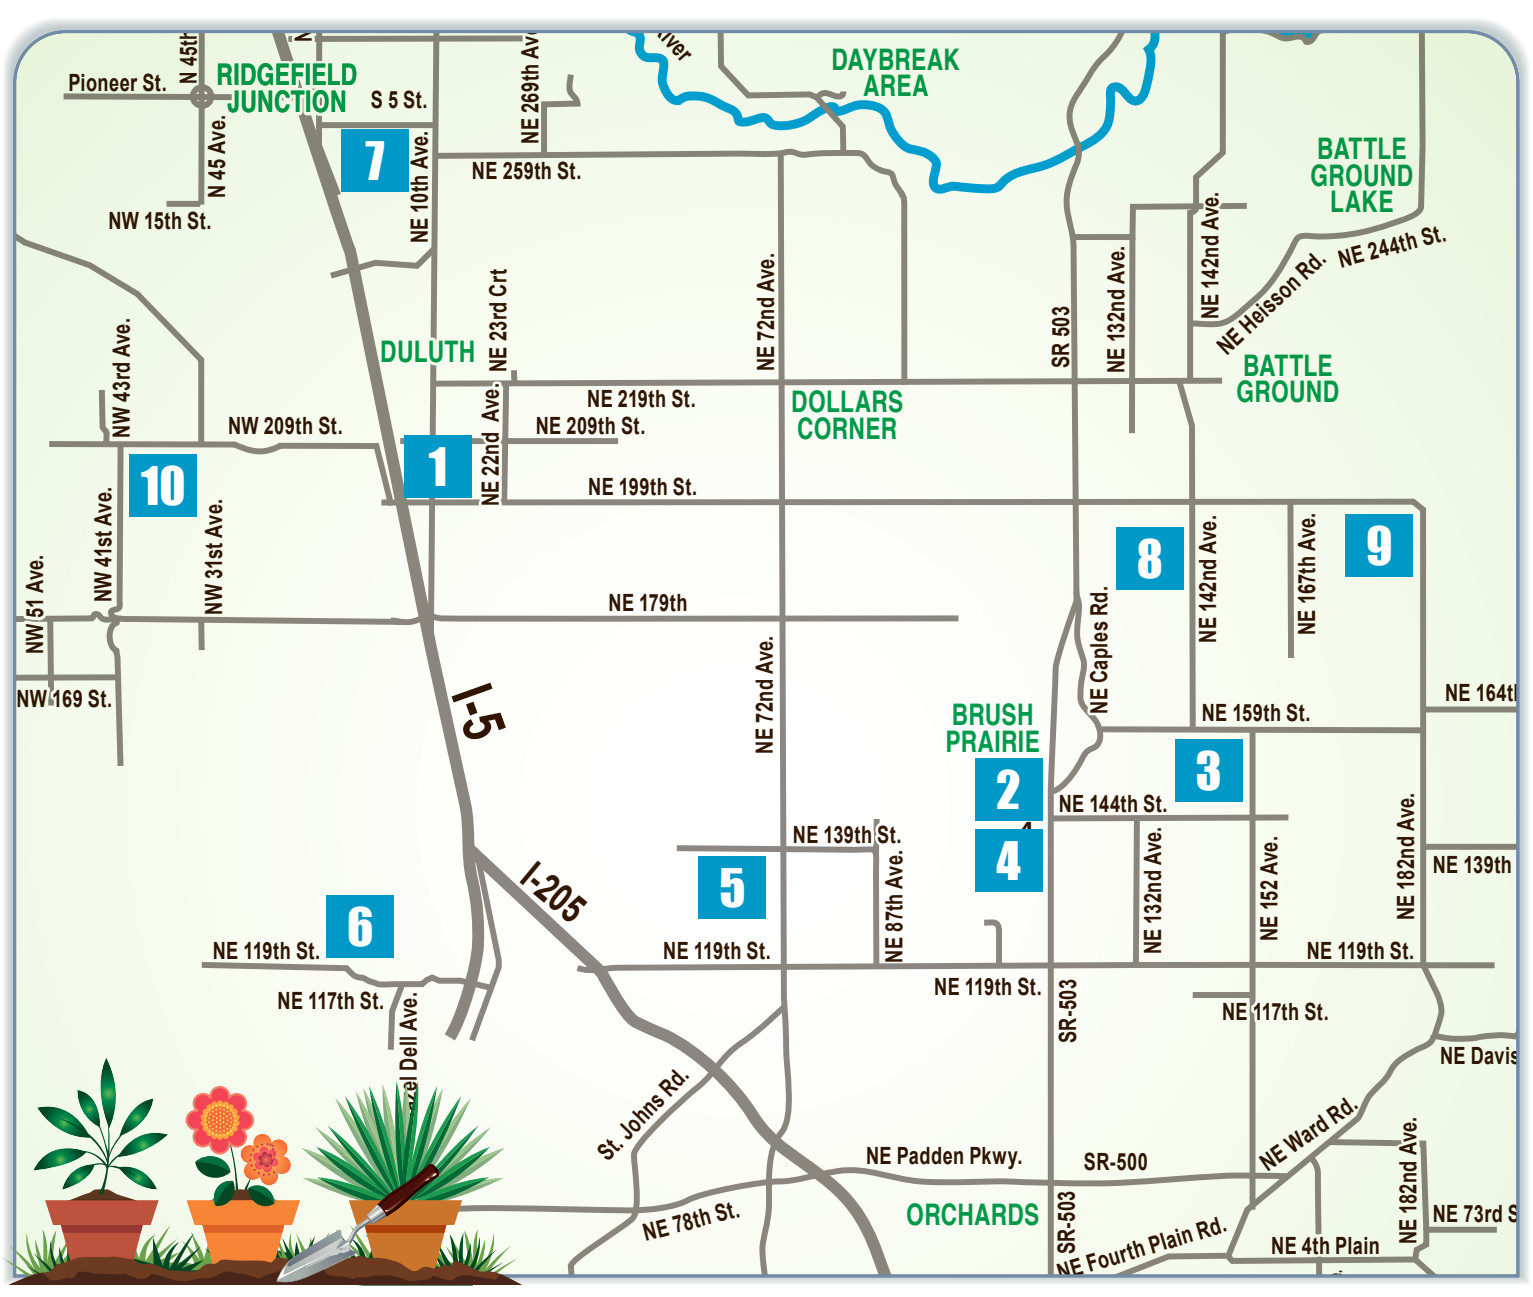 N 45th
River
NE 269th Ave
DAYBREAK
AREA
RIDGEFIELD
JUNCTION
Pioneer St.
S 5 St.
N 45 Ave.
7
NE 10th Ave.
NE 259th St.
BATTLE
GROUND
LAKE
NW 15th St.
NE 142nd Ave.
NE 244th St.
NE Heisson Rd.
NE 132nd Ave.
SR 503
NE 72nd Ave.
NE 23rd Crt
DULUTH
NW 43rd Ave.
BATTLE
GROUND
NE 219th St.
DOLLARS
CORNER
NW 209th St.
NE 209th St.
NE 22nd Ave.
1
10
NE 199th St.
NW 41st Ave.
NW 31st Ave.
NW 51 Ave.
8
9
NE 142nd Ave.
NE 167th Ave.
NE 179th
NE Caples Rd.
NW 169 St.
I-5
NE 72nd Ave.
NE 164th
BRUSH
PRAIRIE
NE 159th St.
3
2
NE 144th St.
4
NE 139th St.
NE 87th Ave.
5
NE 132nd Ave.
NE 152 Ave.
NE 182nd Ave.
NE 139th
I-205
6
NE 119th St.
NE 119th St.
NE 119th St.
NE 119th St.
NE 117th St.
SR-503
NE 117th St.
Dell Ave.
NE Davis
St. Johns Rd.
NE Ward Rd.
NE Padden Pkwy.
SR-500
NE 182nd Ave.
NE 78th St.
ORCHARDS
SR-503
NE 73rd S
NE Fourth Plain Rd.
NE 4th Plain